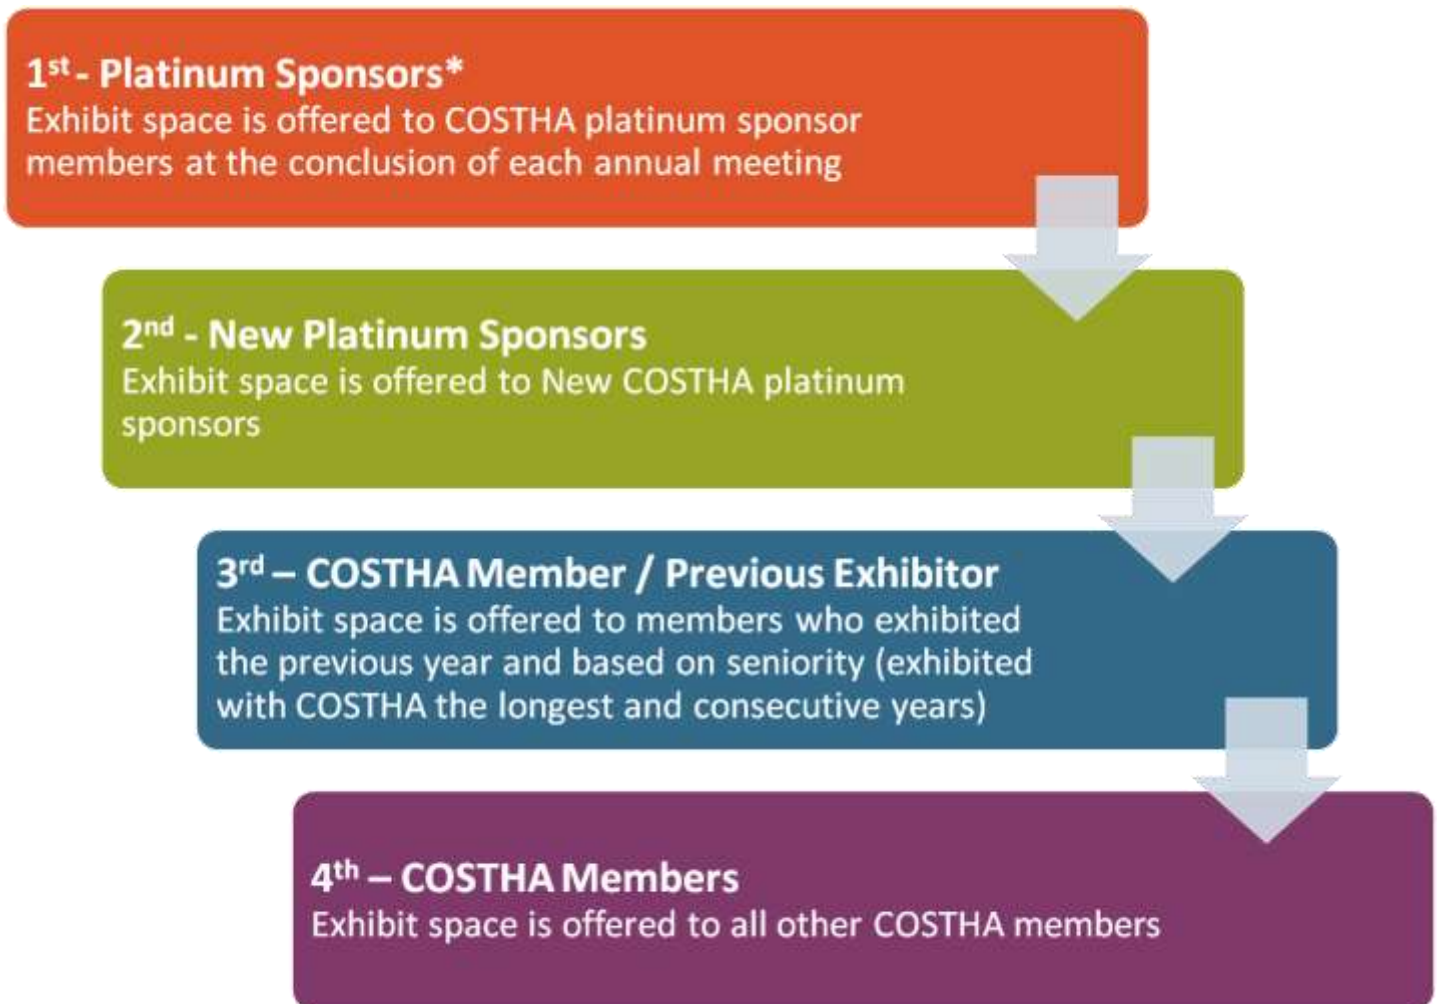 1st - Platinum Sponsors*
Exhibit space is offered to COSTHA platinum sponsor
members at the conclusion of each annual meeting
2nd - New Platinum Sponsors
Exhibit space is offered to New COSTHA platinum
sponsors
3rd – COSTHA Member / Previous Exhibitor
Exhibit space is offered to members who exhibited
the previous year and based on seniority (exhibited
with COSTHA the longest and consecutive years)
4th – COSTHA Members
Exhibit space is offered to all other COSTHA members